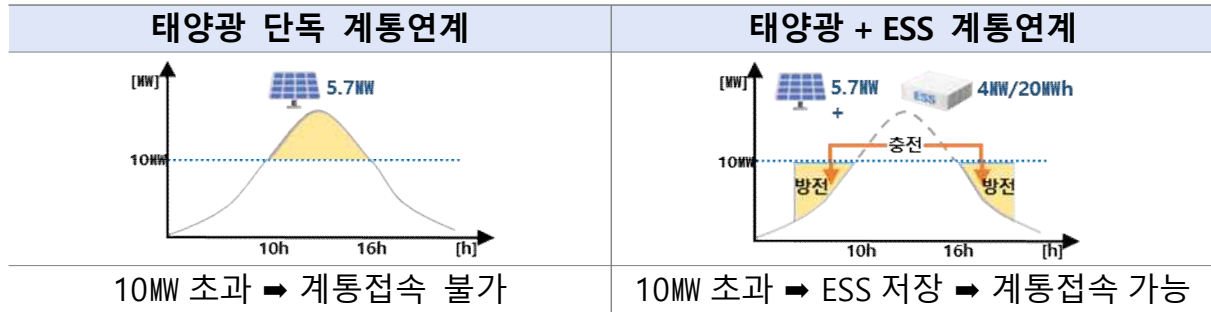 태양광 단독 계통연계
태양광 + ESS 계통연계
[MW]
5.7MW
10MW
10h
16h
[h]
[MW]
5.7MW
+
ESS
4MW/20MWh
충전
10MW
방전
방전
10h
16h
[h]
10MW 초과 ➡ 계통접속 불가
10MW 초과 ➡ ESS 저장 ➡ 계통접속 가능